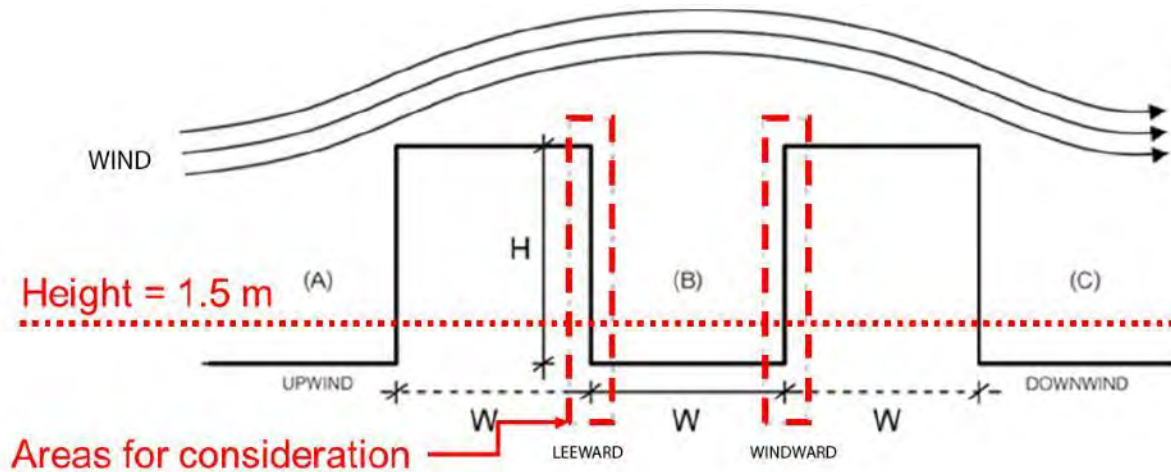 WIND
H
(A)
(B)
(C)
Height = 1.5 m
UPWIND
DOWNWIND
W
W
W
Areas for consideration
LEEWARD
WINDWARD